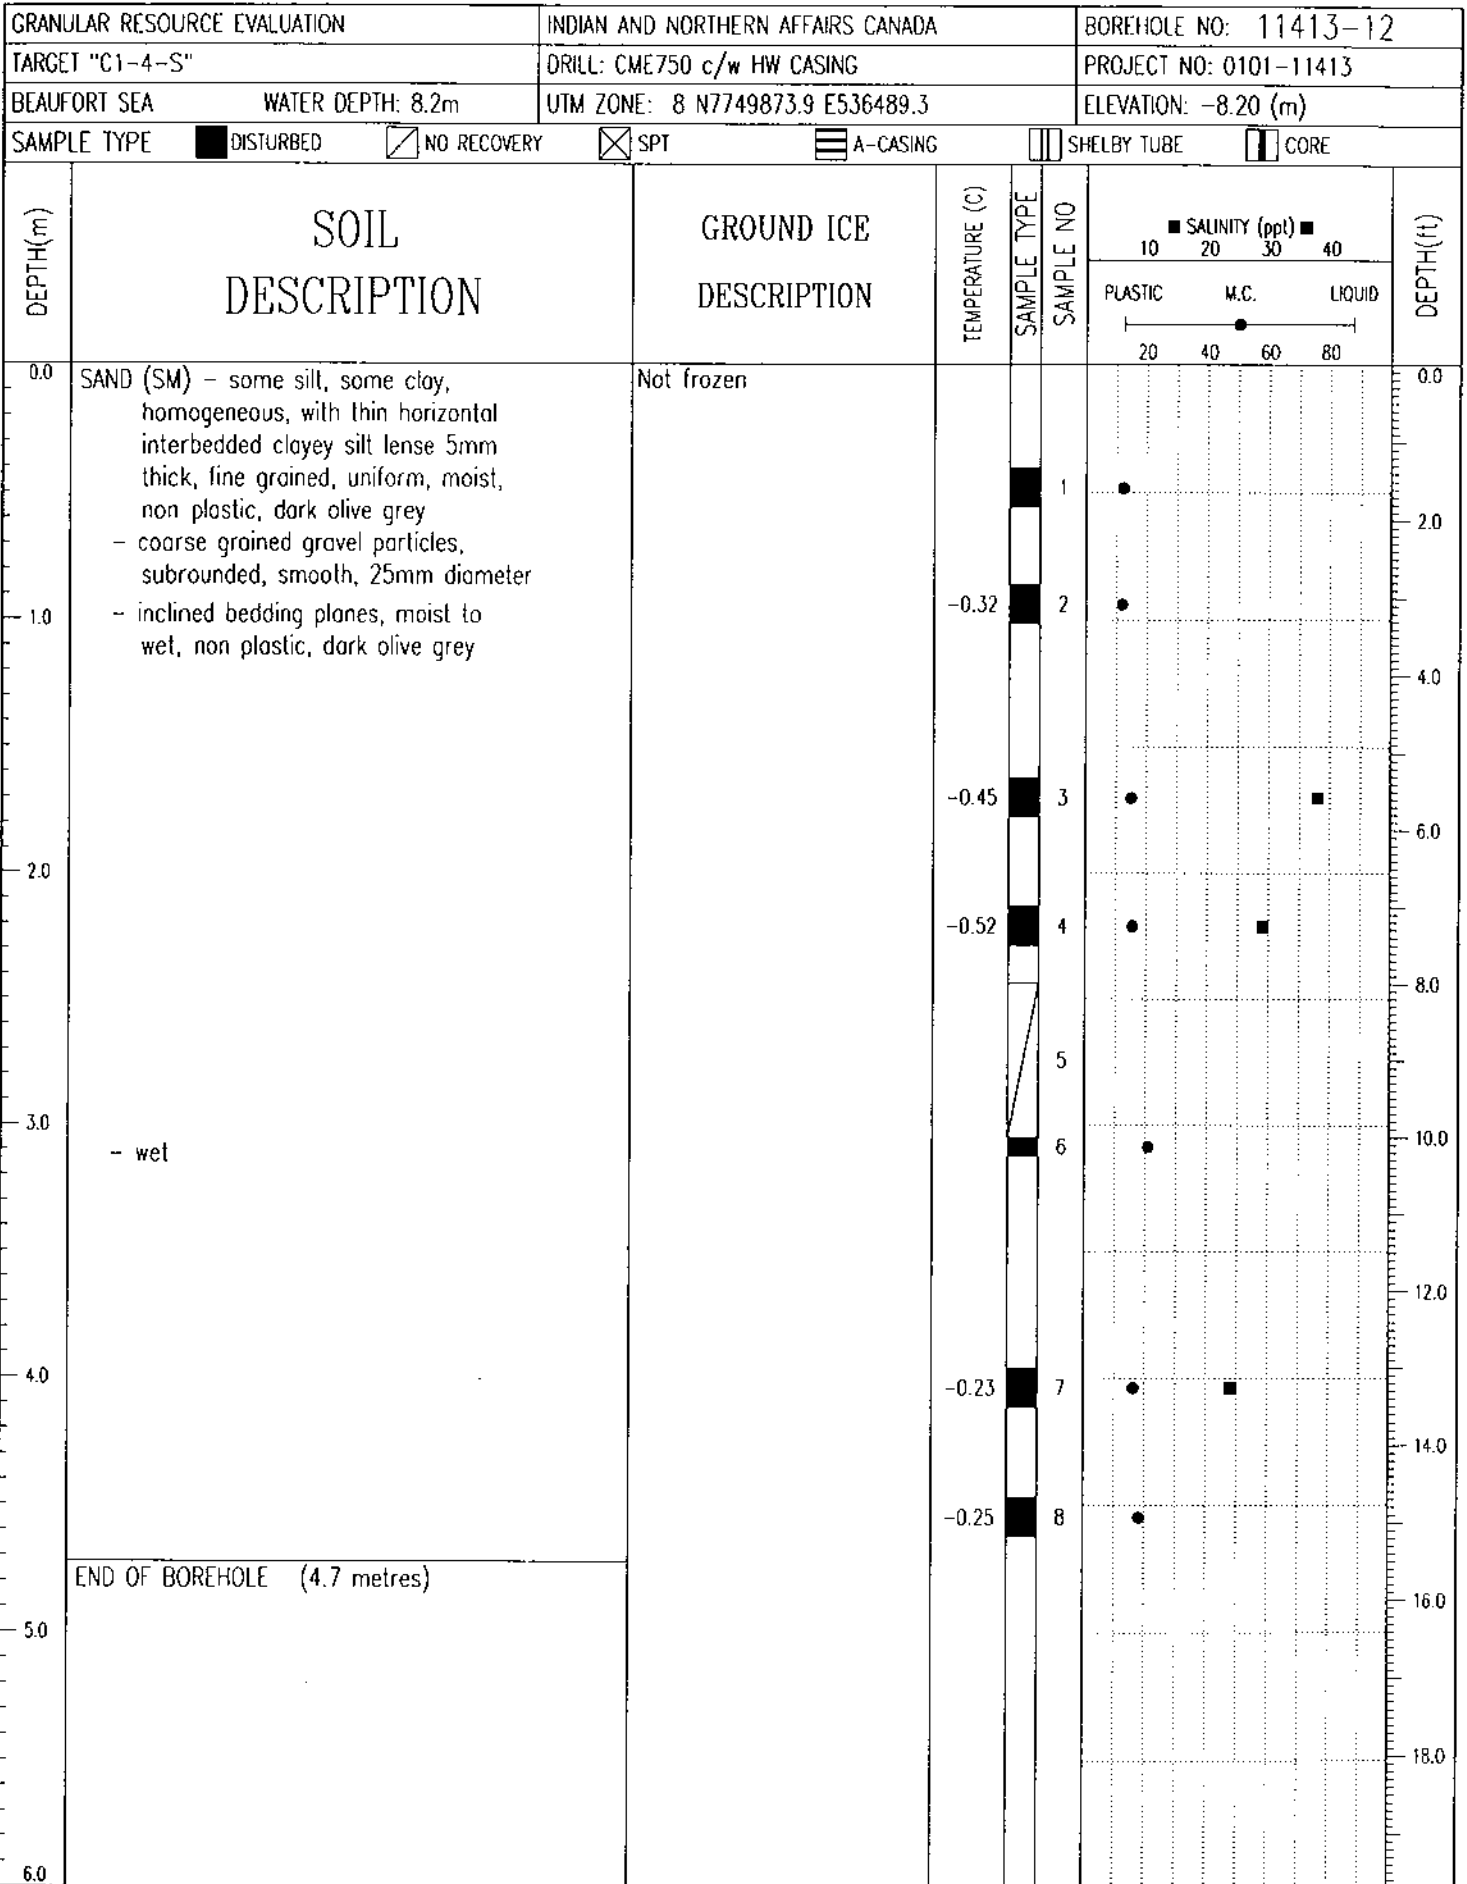 GRANULAR RESOURCE EVALUATION
INDIAN AND NORTHERN AFFAIRS CANADA
BOREHOLE NO: 11413-12
TARGET "C1-4-S"
DRILL: CME750 c/w HW CASING
PROJECT NO: 0101-11413
BEAUFORT SEA WATER DEPTH: 8.2m
UTM ZONE: 8 N7749873.9 E536489.3
ELEVATION: -8.20 (m)
SAMPLE TYPE DISTURBED NO RECOVERY SPT A-CASING SHELBY TUBE CORE
DEPTH(m)
SOIL
DESCRIPTION
GROUND ICE
DESCRIPTION
TEMPERATURE (C)
SAMPLE TYPE
SAMPLE NO
■ SALINITY (ppt) ■
10 20 30 40
PLASTIC M.C. LIQUID
20 40 60 80
DEPTH(ft)
0.0
SAND (SM) - some silt, some clay,
homogeneous, with thin horizontal
interbedded clayey silt lense 5mm
thick, fine grained, uniform, moist,
non plastic, dark olive grey
- coarse grained gravel particles,
subrounded, smooth, 25mm diameter
- inclined bedding planes, moist to
wet, non plastic, dark olive grey
Not frozen
0.0
1
2.0
1.0
-0.32 2
4.0
-0.45 3
6.0
2.0
-0.52 4
8.0
5
3.0
- wet
6
10.0
12.0
4.0
-0.23 7
14.0
-0.25 8
END OF BOREHOLE (4.7 metres)
16.0
5.0
18.0
6.0